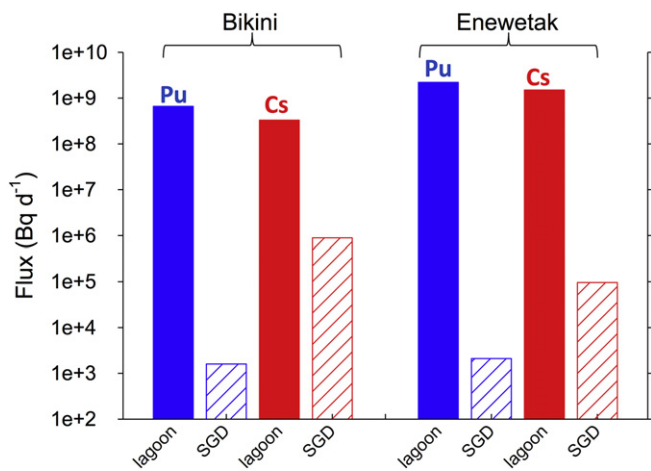 Bikini
Enewetak
Flux (Bq d⁻¹)
1e+10
1e+9
1e+8
1e+7
1e+6
1e+5
1e+4
1e+3
1e+2
Pu
Cs
Pu
Cs
lagoon
SGD
lagoon
SGD
lagoon
SGD
lagoon
SGD